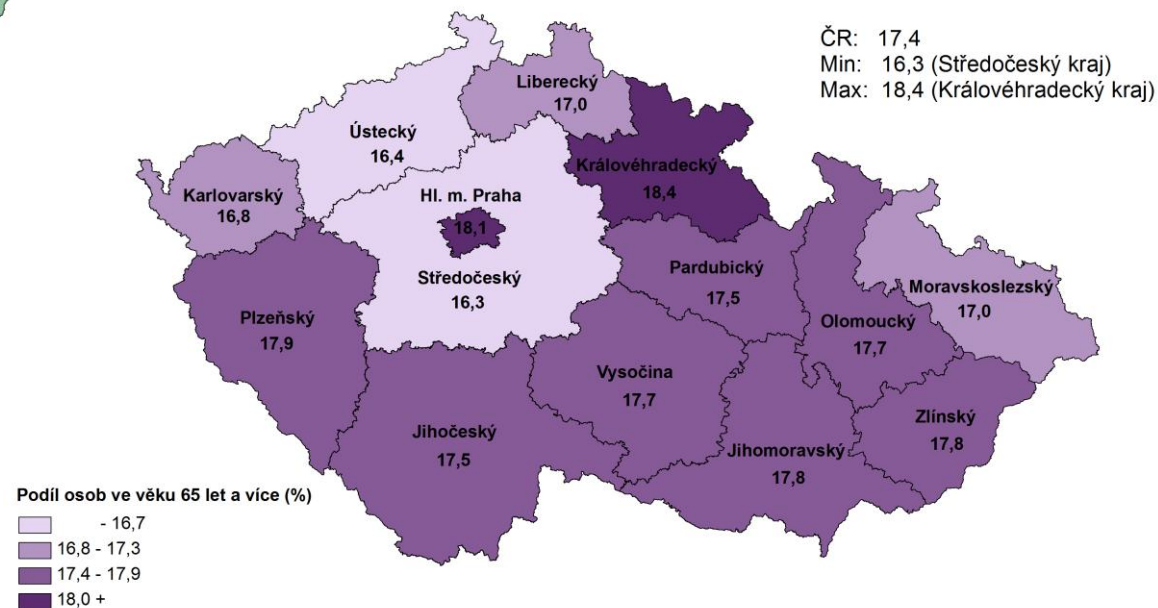 ČR: 17,4
Min: 16,3 (Středočeský kraj)
Max: 18,4 (Královéhradecký kraj)
Liberecký
17,0
Ústecký
16,4
Královéhradecký
18,4
Karlovarský
16,8
Hl. m. Praha
18,1
Středočeský
16,3
Pardubický
17,5
Moravskoslezský
17,0
Plzeňský
17,9
Olomoucký
17,7
Vysočina
17,7
Zlínský
17,8
Jihočeský
17,5
Jihomoravský
17,8
Podíl osob ve věku 65 let a více (%)
- 16,7
16,8 - 17,3
17,4 - 17,9
18,0 +